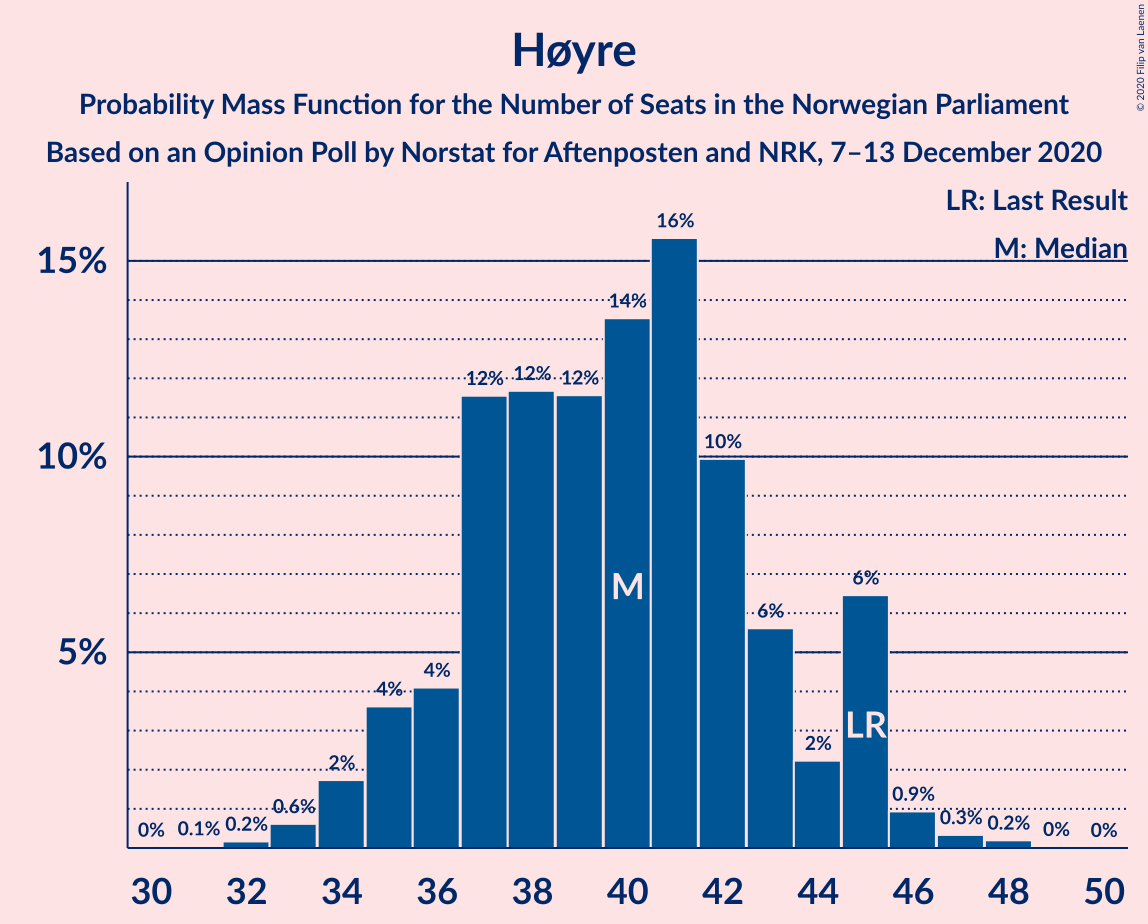 Høyre
Probability Mass Function for the Number of Seats in the Norwegian Parliament
Based on an Opinion Poll by Norstat for Aftenposten and NRK, 7–13 December 2020
© 2020 Filip van Laenen
LR: Last Result
M: Median
15%
10%
5%
0% 0.1% 0.2% 0.6% 2% 4% 4% 12% 12% 12% 14% 16% 10% 6% 2% 6% 0.9% 0.3% 0.2% 0% 0%
M
LR
30 32 34 36 38 40 42 44 46 48 50